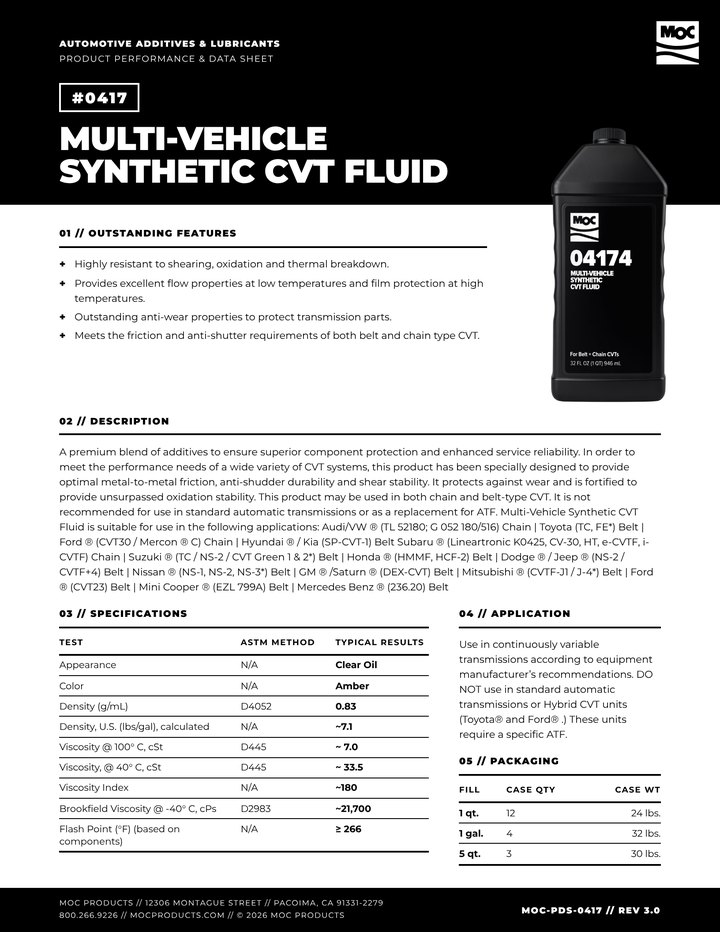 AUTOMOTIVE ADDITIVES & LUBRICANTS
PRODUCT PERFORMANCE & DATA SHEET
MOC
#0417
MULTI-VEHICLE
SYNTHETIC CVT FLUID
MOC
04174
MULTI-VEHICLE
SYNTHETIC
CVT FLUID
For Belt • Chain CVTs
32 FL OZ (1 QT) 946 mL
01 // OUTSTANDING FEATURES
+ Highly resistant to shearing, oxidation and thermal breakdown.
+ Provides excellent flow properties at low temperatures and film protection at high
temperatures.
+ Outstanding anti-wear properties to protect transmission parts.
+ Meets the friction and anti-shutter requirements of both belt and chain type CVT.
02 // DESCRIPTION
A premium blend of additives to ensure superior component protection and enhanced service reliability. In order to
meet the performance needs of a wide variety of CVT systems, this product has been specially designed to provide
optimal metal-to-metal friction, anti-shudder durability and shear stability. It protects against wear and is fortified to
provide unsurpassed oxidation stability. This product may be used in both chain and belt-type CVT. It is not
recommended for use in standard automatic transmissions or as a replacement for ATF. Multi-Vehicle Synthetic CVT
Fluid is suitable for use in the following applications: Audi/VW ® (TL 52180; G 052 180/516) Chain | Toyota (TC, FE*) Belt |
Ford ® (CVT30 / Mercon ® C) Chain | Hyundai ® / Kia (SP-CVT-1) Belt Subaru ® (Lineartronic K0425, CV-30, HT, e-CVTF, i-
CVTF) Chain | Suzuki ® (TC / NS-2 / CVT Green 1 & 2*) Belt | Honda ® (HMMF, HCF-2) Belt | Dodge ® / Jeep ® (NS-2 /
CVTF+4) Belt | Nissan ® (NS-1, NS-2, NS-3*) Belt | GM ® /Saturn ® (DEX-CVT) Belt | Mitsubishi ® (CVTF-J1 / J-4*) Belt | Ford
® (CVT23) Belt | Mini Cooper ® (EZL 799A) Belt | Mercedes Benz ® (236.20) Belt
03 // SPECIFICATIONS
TEST ASTM METHOD TYPICAL RESULTS
Appearance N/A Clear Oil
Color N/A Amber
Density (g/mL) D4052 0.83
Density, U.S. (lbs/gal), calculated N/A ~7.1
Viscosity @ 100° C, cSt D445 ~ 7.0
Viscosity, @ 40° C, cSt D445 ~ 33.5
Viscosity Index N/A ~180
Brookfield Viscosity @ -40° C, cPs D2983 ~21,700
Flash Point (°F) (based on
components) N/A ≥ 266
04 // APPLICATION
Use in continuously variable
transmissions according to equipment
manufacturer's recommendations. DO
NOT use in standard automatic
transmissions or Hybrid CVT units
(Toyota® and Ford® .) These units
require a specific ATF.
05 // PACKAGING
FILL CASE QTY CASE WT
1 qt. 12 24 lbs.
1 gal. 4 32 lbs.
5 qt. 3 30 lbs.
MOC PRODUCTS // 12306 MONTAGUE STREET // PACOIMA, CA 91331-2279
800.266.9226 // MOCPRODUCTS.COM // © 2026 MOC PRODUCTS
MOC-PDS-0417 // REV 3.0